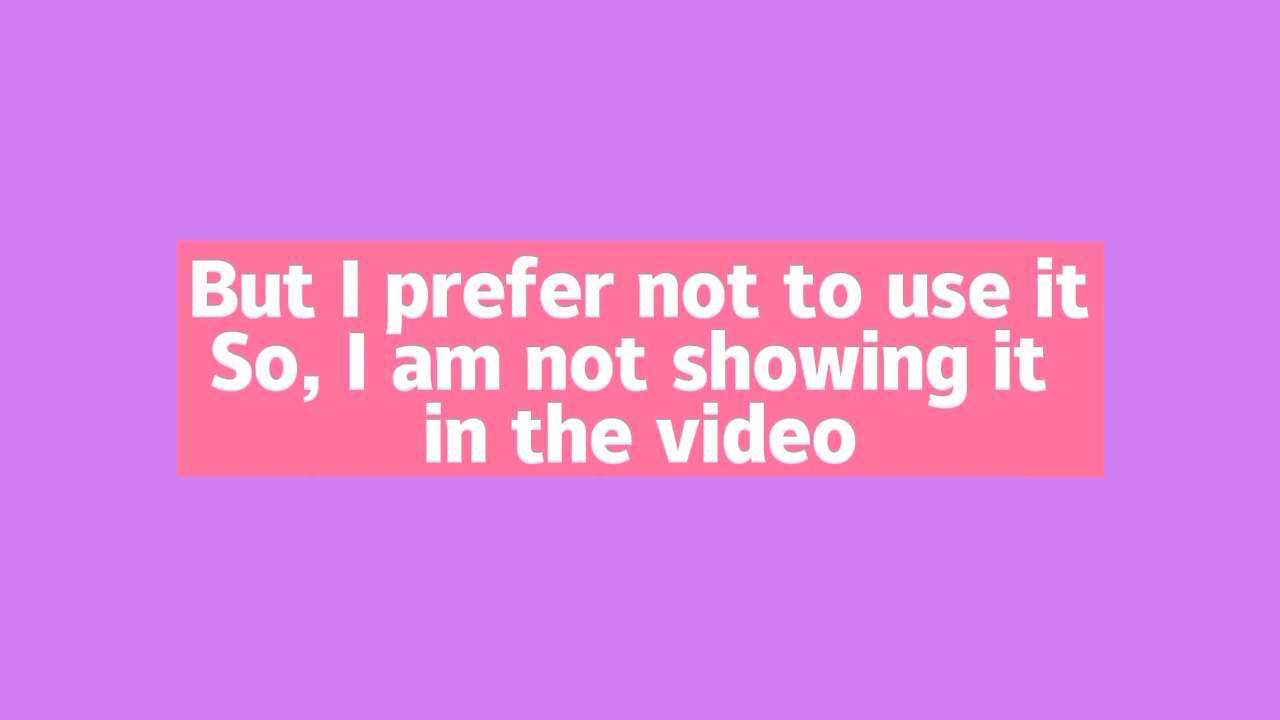 But I prefer not to use it
So, I am not showing it
in the video